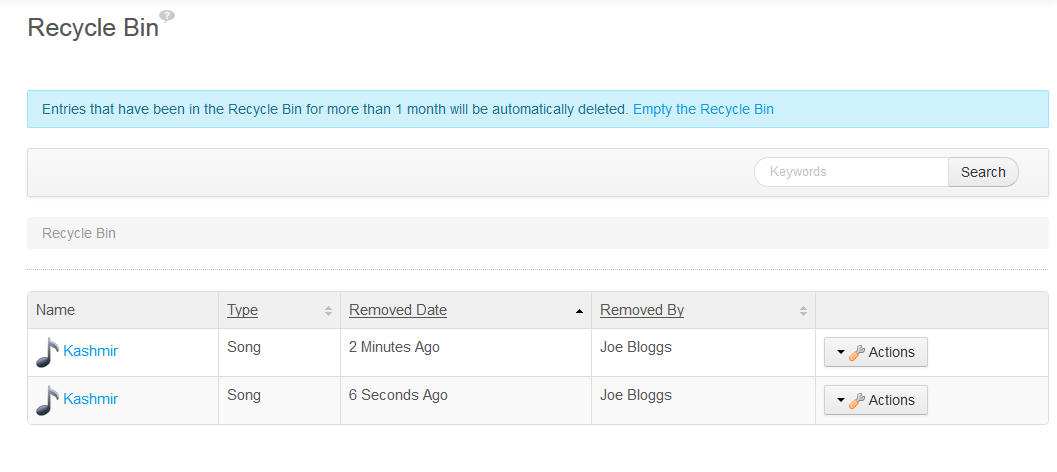 Recycle Bin
Entries that have been in the Recycle Bin for more than 1 month will be automatically deleted. Empty the Recycle Bin
Keywords Search
Recycle Bin
Name Type Removed Date Removed By
Kashmir Song 2 Minutes Ago Joe Bloggs Actions
Kashmir Song 6 Seconds Ago Joe Bloggs Actions